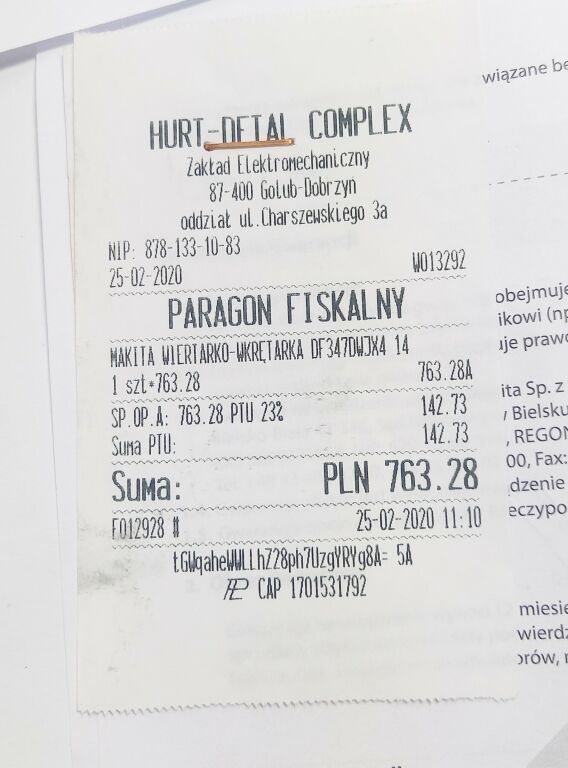 HURT-DETAL COMPLEX
Zakład Elektromechaniczny
87-400 Golub-Dobrzyń
oddział ul.Charszewskiego 3a
NIP: 878-133-10-83
25-02-2020 W013292
PARAGON FISKALNY
MAKITA WIERTARKO-WKRĘTARKA DF347DWJX4 14
1 szt*763.28 763.28A
SP.OP.A: 763.28 PTU 23% 142.73
Suma PTU: 142.73
Suma: PLN 763.28
F012928 # 25-02-2020 11:10
tGWqaheWWLLhZ28ph7UzgYRYg8A= 5A
CAP 1701531792
wiązane be
obejmuje
ikowi (np
uje prawo
ita Sp. z
Bielsku
, REGON
00, Fax:
dzenie
eczypo
miesię
twierdz
orów, r